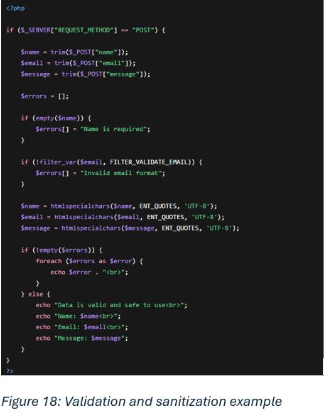 <?php
if ($_SERVER["REQUEST_METHOD"] == "POST") {
$name = trim($_POST["name"]);
$email = trim($_POST["email"]);
$message = trim($_POST["message"]);
$errors = [];
if (empty($name)) {
$errors[] = "Name is required";
}
if (!filter_var($email, FILTER_VALIDATE_EMAIL)) {
$errors[] = "Invalid email format";
}
$name = htmlspecialchars($name, ENT_QUOTES, 'UTF-8');
$email = htmlspecialchars($email, ENT_QUOTES, 'UTF-8');
$message = htmlspecialchars($message, ENT_QUOTES, 'UTF-8');
if (!empty($errors)) {
foreach ($errors as $error) {
echo $error . "<br>";
}
} else {
echo "Data is valid and safe to use<br>";
echo "Name: $name<br>";
echo "Email: $email<br>";
echo "Message: $message";
}
}
?>
Figure 18: Validation and sanitization example